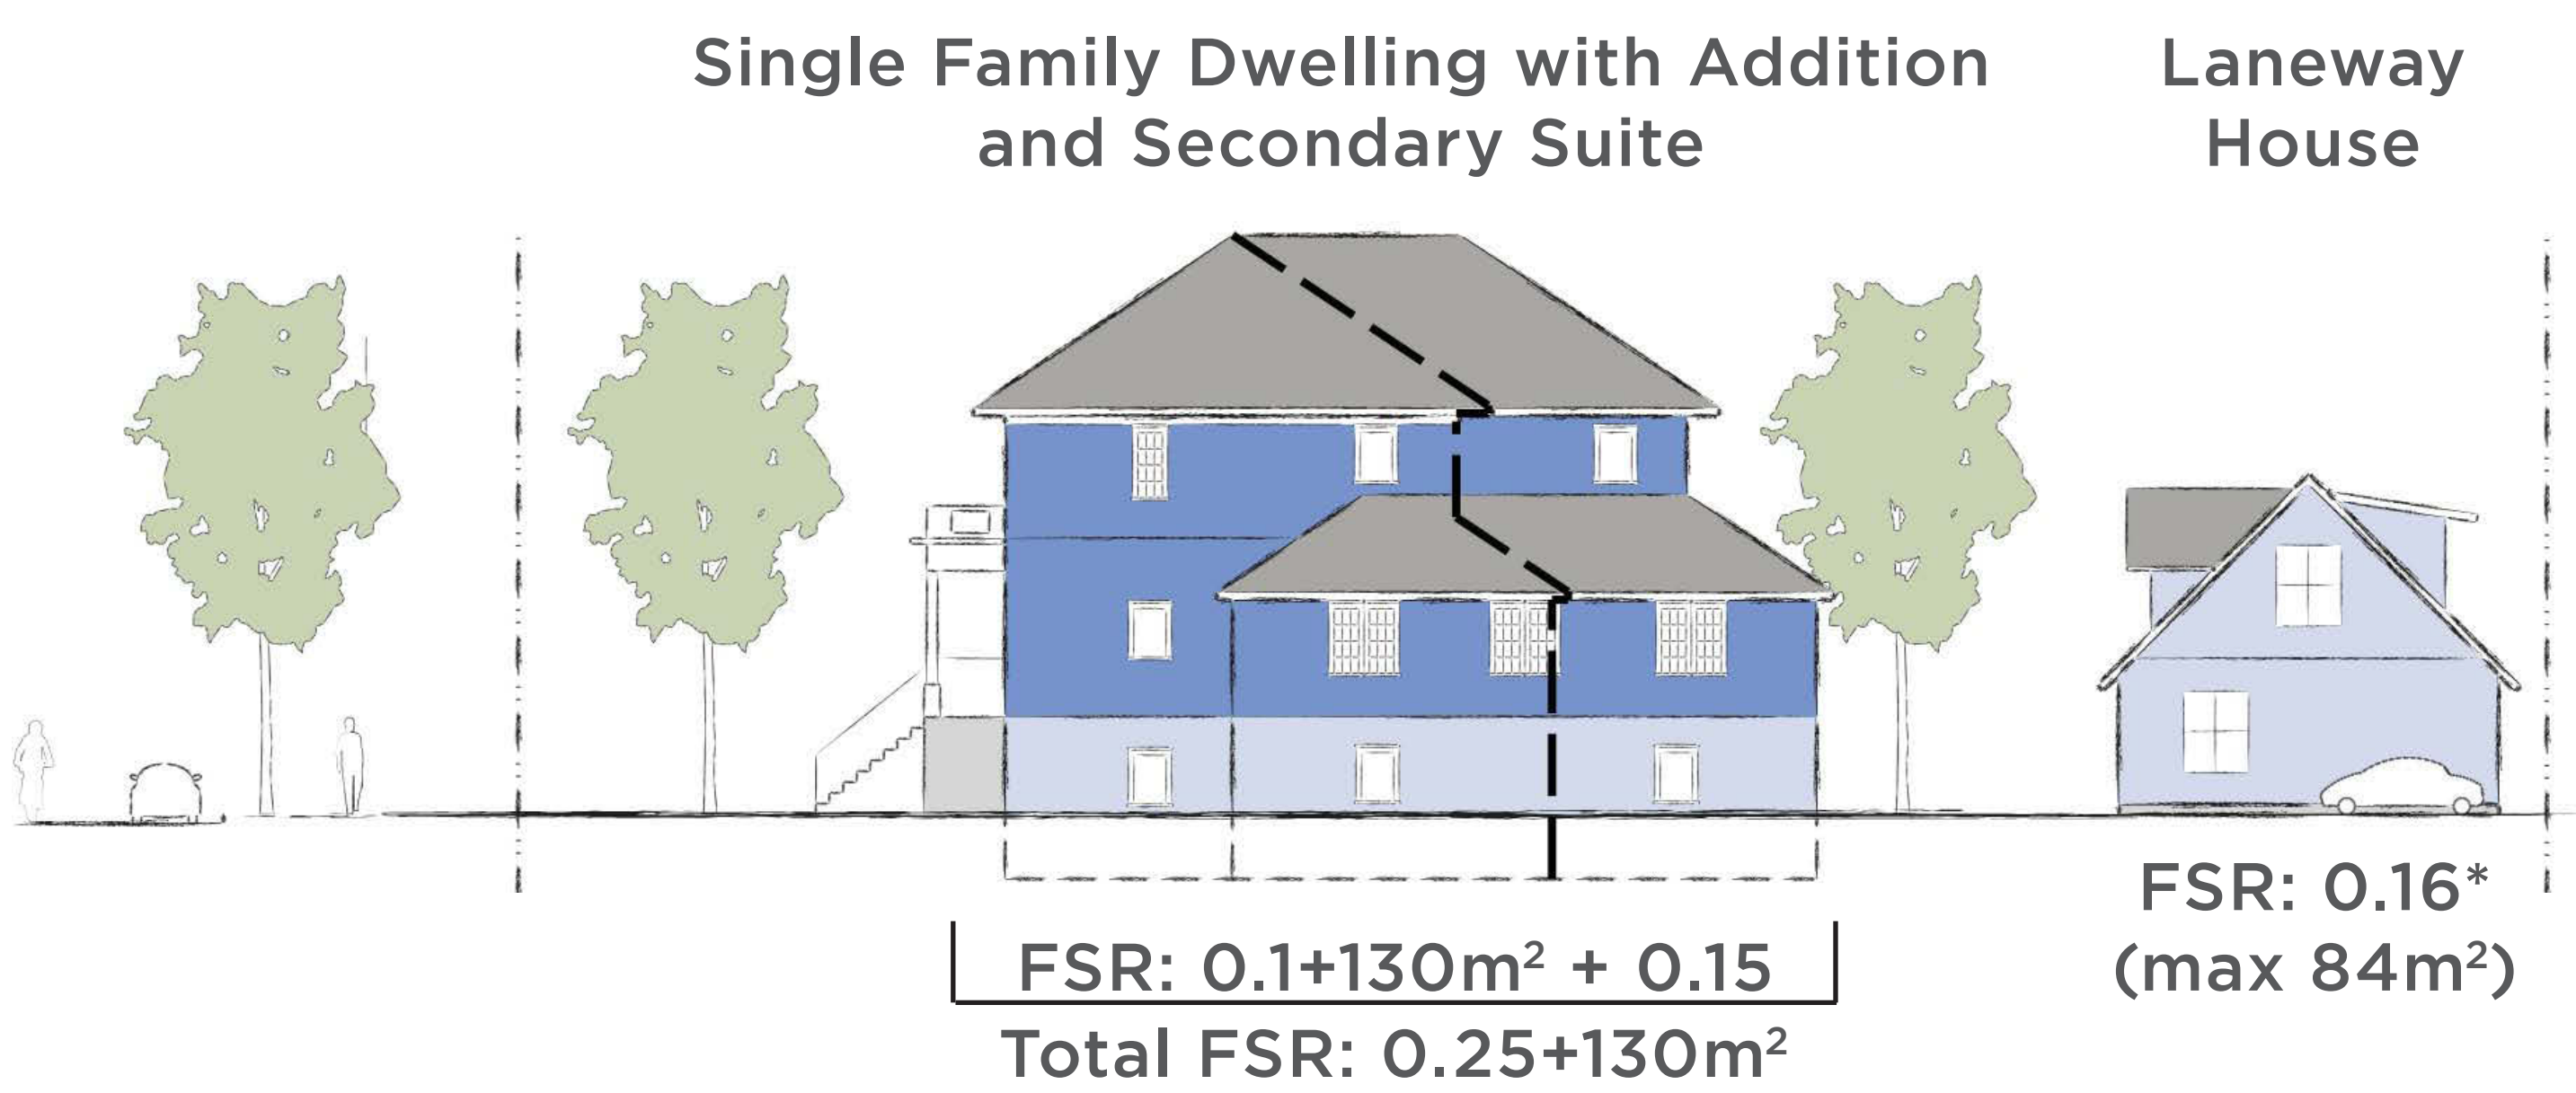 Single Family Dwelling with Addition
and Secondary Suite
Laneway
House
FSR: 0.1+130m² + 0.15
Total FSR: 0.25+130m²
FSR: 0.16*
(max 84m²)